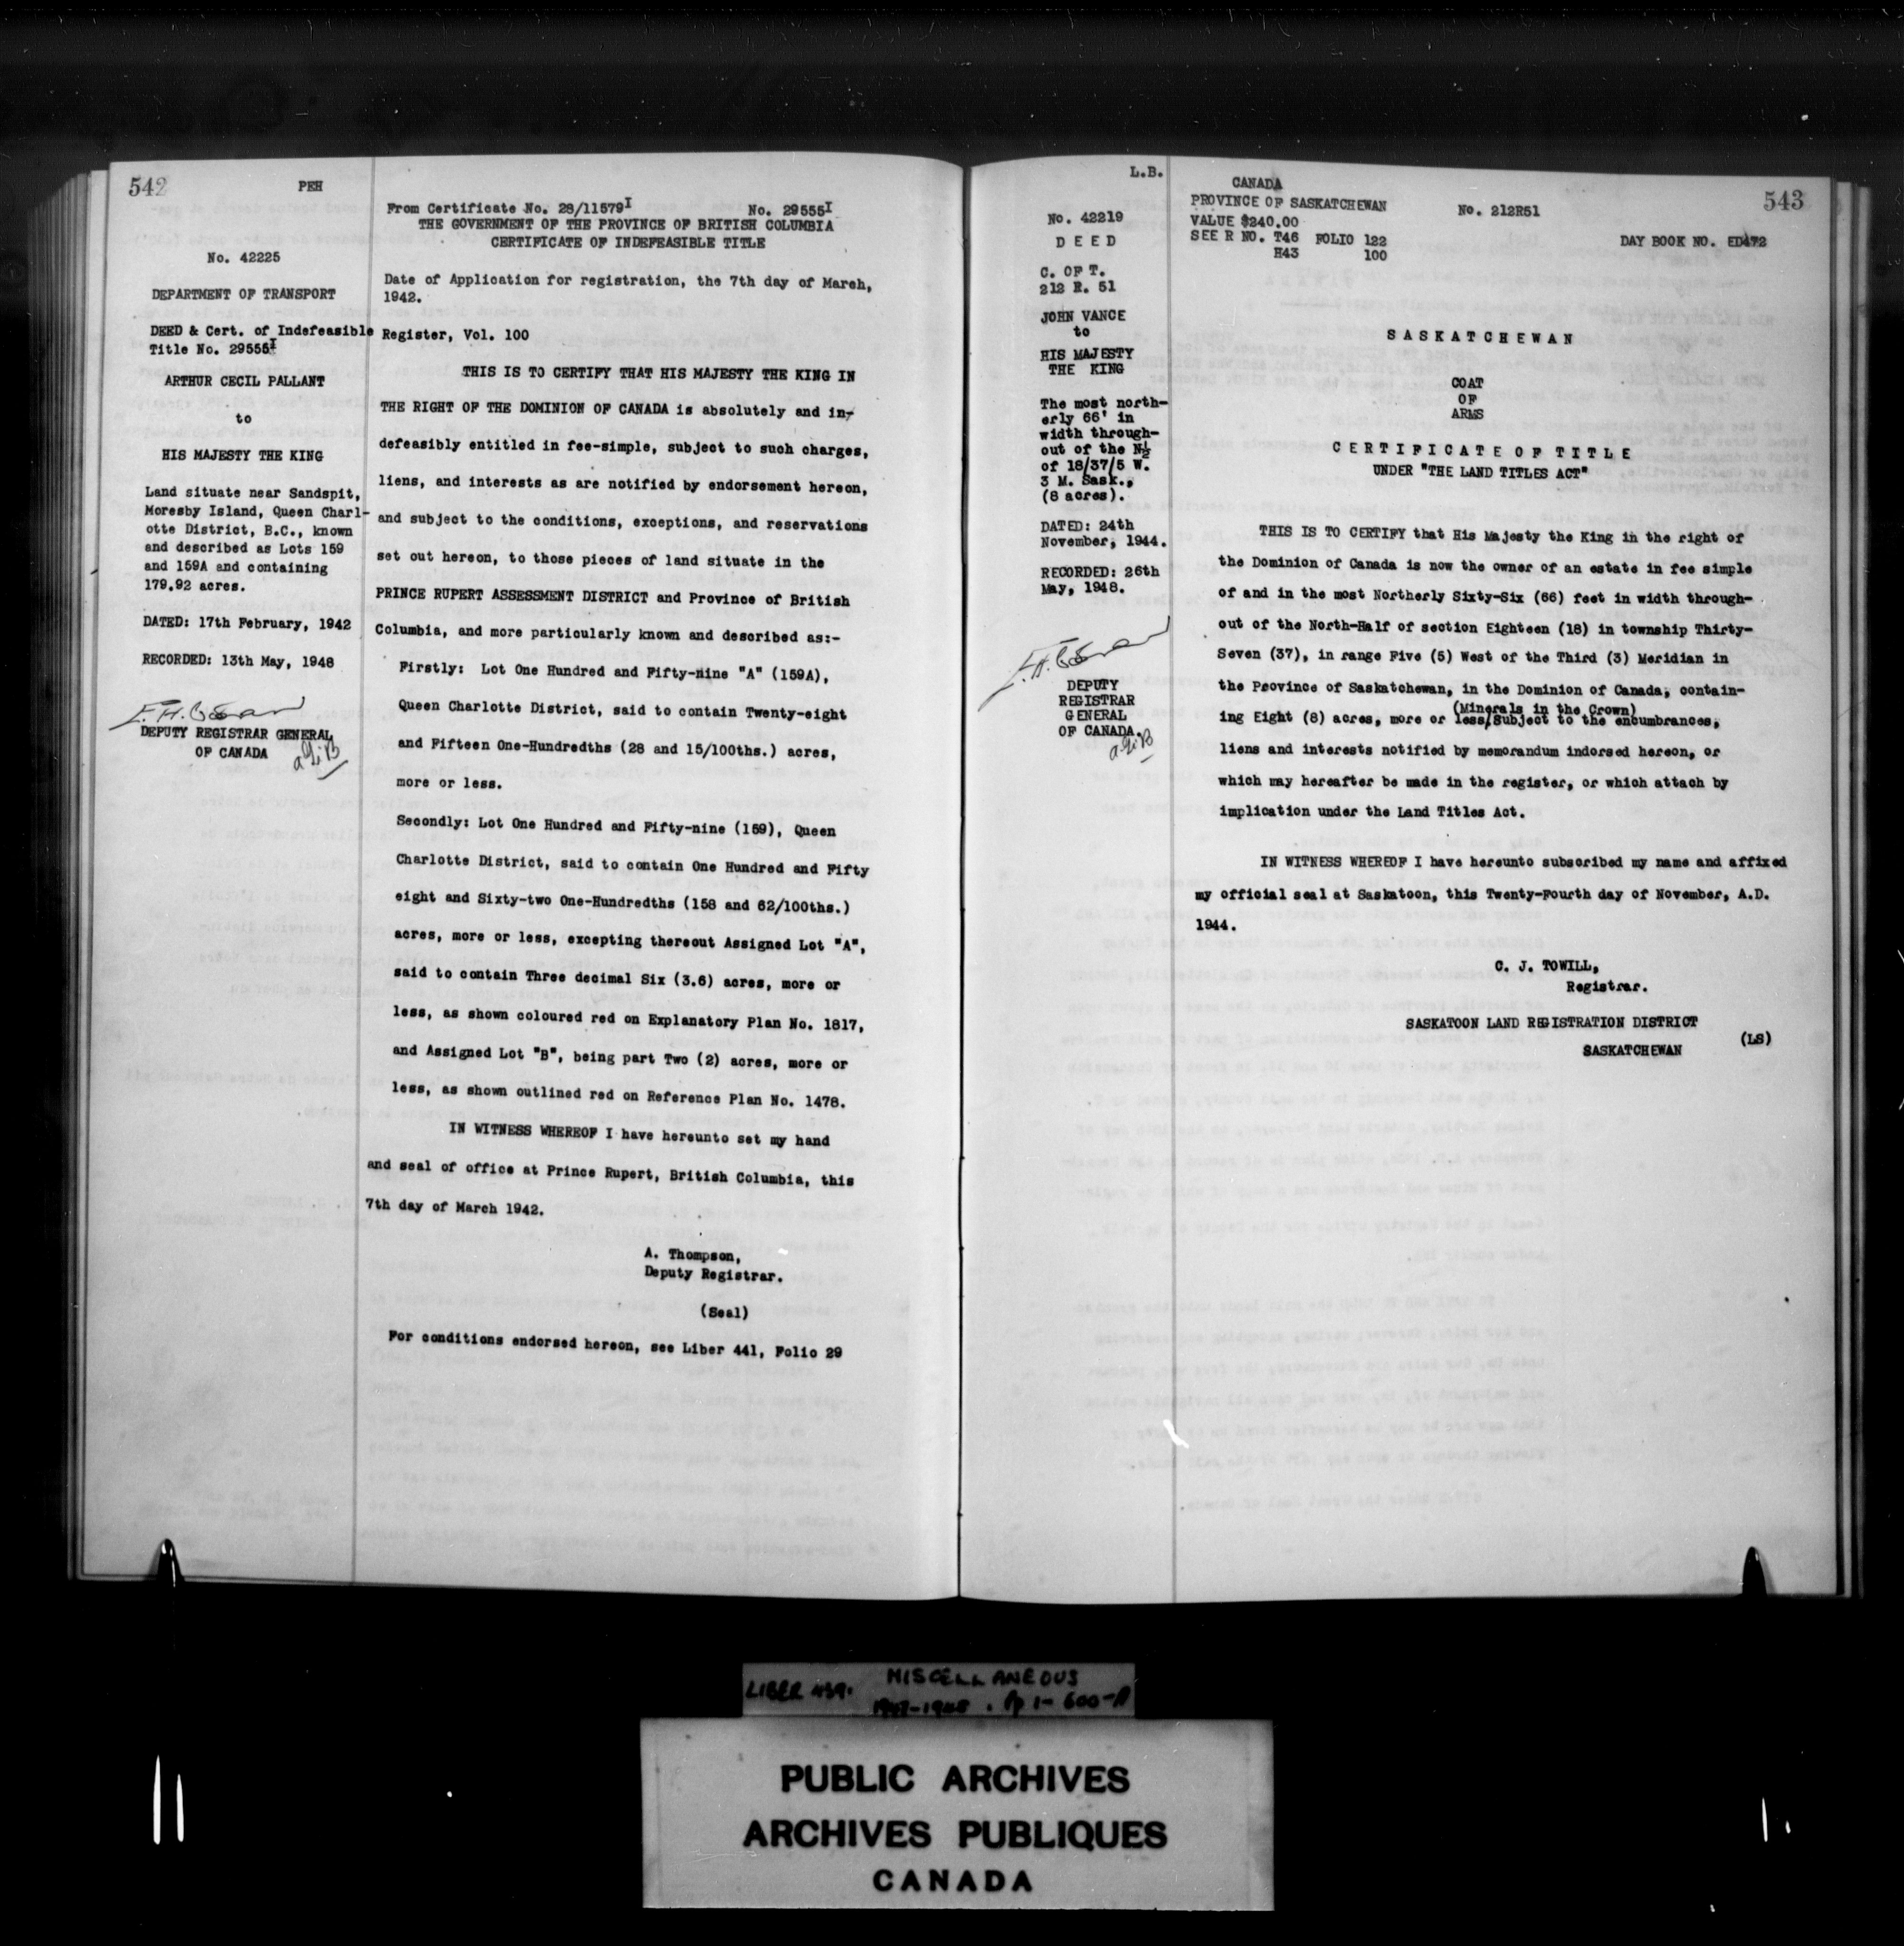 542
PEH
No. 42225
DEPARTMENT OF TRANSPORT
DEED & Cert. of Indefeasible
Title No. 29555I
ARTHUR CECIL PALLANT
to
HIS MAJESTY THE KING
Land situate near Sandspit,
Moresby Island, Queen Charl-
otte District, B.C., known
and described as Lots 159
and 159A and containing
179.92 acres.
DATED: 17th February, 1942
RECORDED: 13th May, 1948
DEPUTY REGISTRAR GENERAL
OF CANADA
From Certificate No. 28/11579I No. 29555I
THE GOVERNMENT OF THE PROVINCE OF BRITISH COLUMBIA
CERTIFICATE OF INDEFEASIBLE TITLE
Date of Application for registration, the 7th day of March,
1942.
Register, Vol. 100
THIS IS TO CERTIFY THAT HIS MAJESTY THE KING IN
THE RIGHT OF THE DOMINION OF CANADA is absolutely and in-
defeasibly entitled in fee-simple, subject to such charges,
liens, and interests as are notified by endorsement hereon,
and subject to the conditions, exceptions, and reservations
set out hereon, to those pieces of land situate in the
PRINCE RUPERT ASSESSMENT DISTRICT and Province of British
Columbia, and more particularly known and described as:-
Firstly: Lot One Hundred and Fifty-nine "A" (159A),
Queen Charlotte District, said to contain Twenty-eight
and Fifteen One-Hundredths (28 and 15/100ths.) acres,
more or less.
Secondly: Lot One Hundred and Fifty-nine (159), Queen
Charlotte District, said to contain One Hundred and Fifty
eight and Sixty-two One-Hundredths (158 and 62/100ths.)
acres, more or less, excepting thereout Assigned Lot "A",
said to contain Three decimal Six (3.6) acres, more or
less, as shown coloured red on Explanatory Plan No. 1817,
and Assigned Lot "B", being part Two (2) acres, more or
less, as shown outlined red on Reference Plan No. 1478.
IN WITNESS WHEREOF I have hereunto set my hand
and seal of office at Prince Rupert, British Columbia, this
7th day of March 1942.
A. Thompson,
Deputy Registrar.
(Seal)
For conditions endorsed hereon, see Liber 441, Folio 29
L.B.
No. 42219
DEED
C. OF T.
212 R. 51
JOHN VANCE
to
HIS MAJESTY
THE KING
The most north-
erly 66' in
width through-
out of the N½
of 18/37/5 W.
3 M. Sask.,
(8 acres).
DATED: 24th
November, 1944.
RECORDED: 26th
May, 1948.
DEPUTY
REGISTRAR
GENERAL
OF CANADA.
543
CANADA
PROVINCE OF SASKATCHEWAN No. 212R51
VALUE $240.00
SEE R NO. T46 FOLIO 122 DAY BOOK NO. ED472
H43 100
SASKATCHEWAN
COAT
OF
ARMS
CERTIFICATE OF TITLE
UNDER "THE LAND TITLES ACT"
THIS IS TO CERTIFY that His Majesty the King in the right of
the Dominion of Canada is now the owner of an estate in fee simple
of and in the most Northerly Sixty-Six (66) feet in width through-
out of the North-Half of section Eighteen (18) in township Thirty-
Seven (37), in range Five (5) West of the Third (3) Meridian in
the Province of Saskatchewan, in the Dominion of Canada, contain-
(Minerals in the Crown)
ing Eight (8) acres, more or less, Subject to the encumbrances,
liens and interests notified by memorandum indorsed hereon, or
which may hereafter be made in the register, or which attach by
implication under the Land Titles Act.
IN WITNESS WHEREOF I have hereunto subscribed my name and affixed
my official seal at Saskatoon, this Twenty-Fourth day of November, A.D.
1944.
C. J. TOWILL,
Registrar.
SASKATOON LAND REGISTRATION DISTRICT
(LS)
SASKATCHEWAN
LIBER 439. MISCELLANEOUS
1947-1948. Pp 1-600-A
PUBLIC ARCHIVES
ARCHIVES PUBLIQUES
CANADA